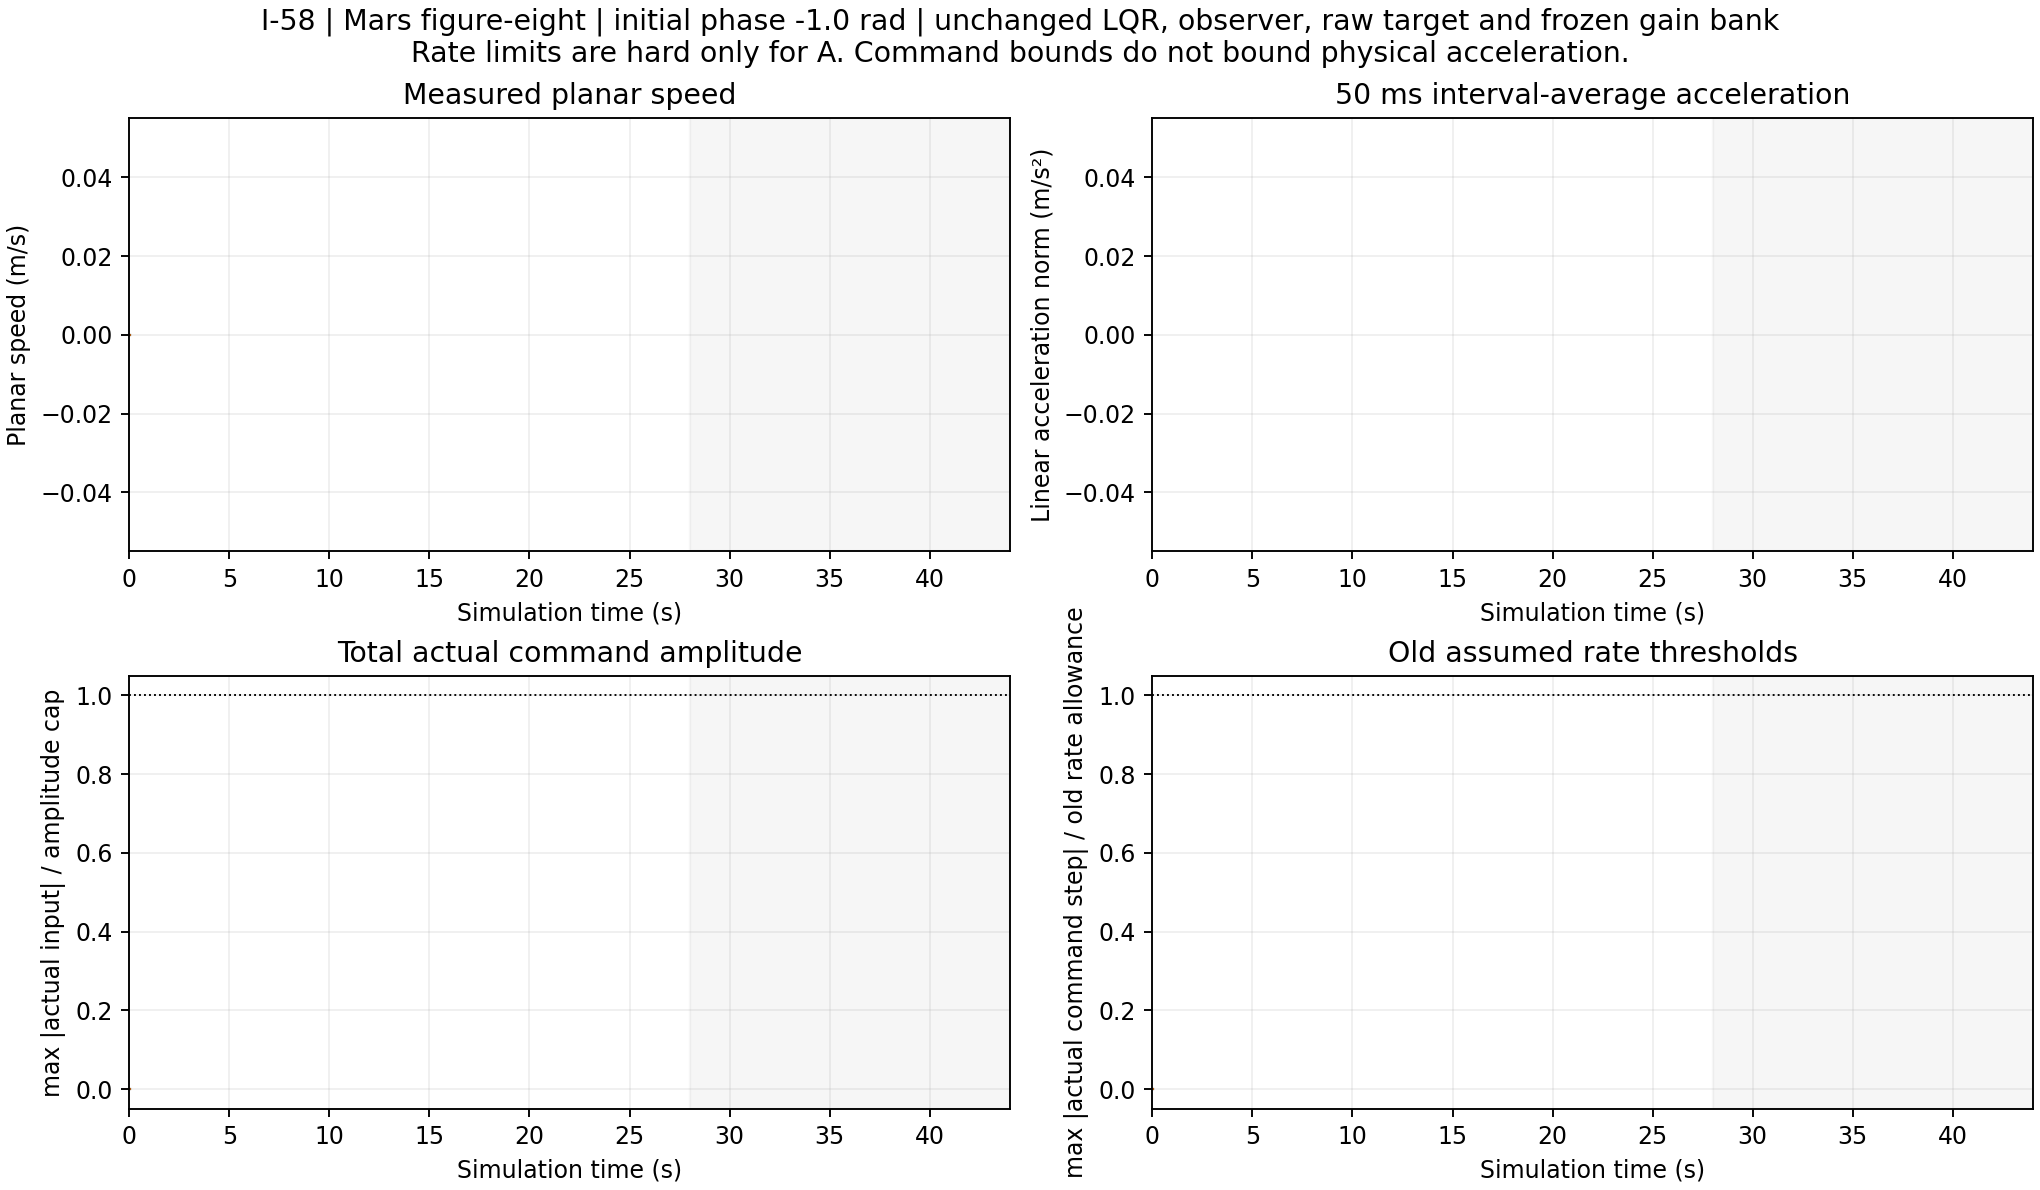 I-58 | Mars figure-eight | initial phase -1.0 rad | unchanged LQR, observer, raw target and frozen gain bank
Rate limits are hard only for A. Command bounds do not bound physical acceleration.
Measured planar speed
Planar speed (m/s)
0.04
0.02
0.00
−0.02
−0.04
0 5 10 15 20 25 30 35 40
Simulation time (s)
50 ms interval-average acceleration
Linear acceleration norm (m/s²)
0.04
0.02
0.00
−0.02
−0.04
0 5 10 15 20 25 30 35 40
Simulation time (s)
Total actual command amplitude
max |actual input| / amplitude cap
1.0
0.8
0.6
0.4
0.2
0.0
0 5 10 15 20 25 30 35 40
Simulation time (s)
Old assumed rate thresholds
max |actual command step| / old rate allowance
1.0
0.8
0.6
0.4
0.2
0.0
0 5 10 15 20 25 30 35 40
Simulation time (s)